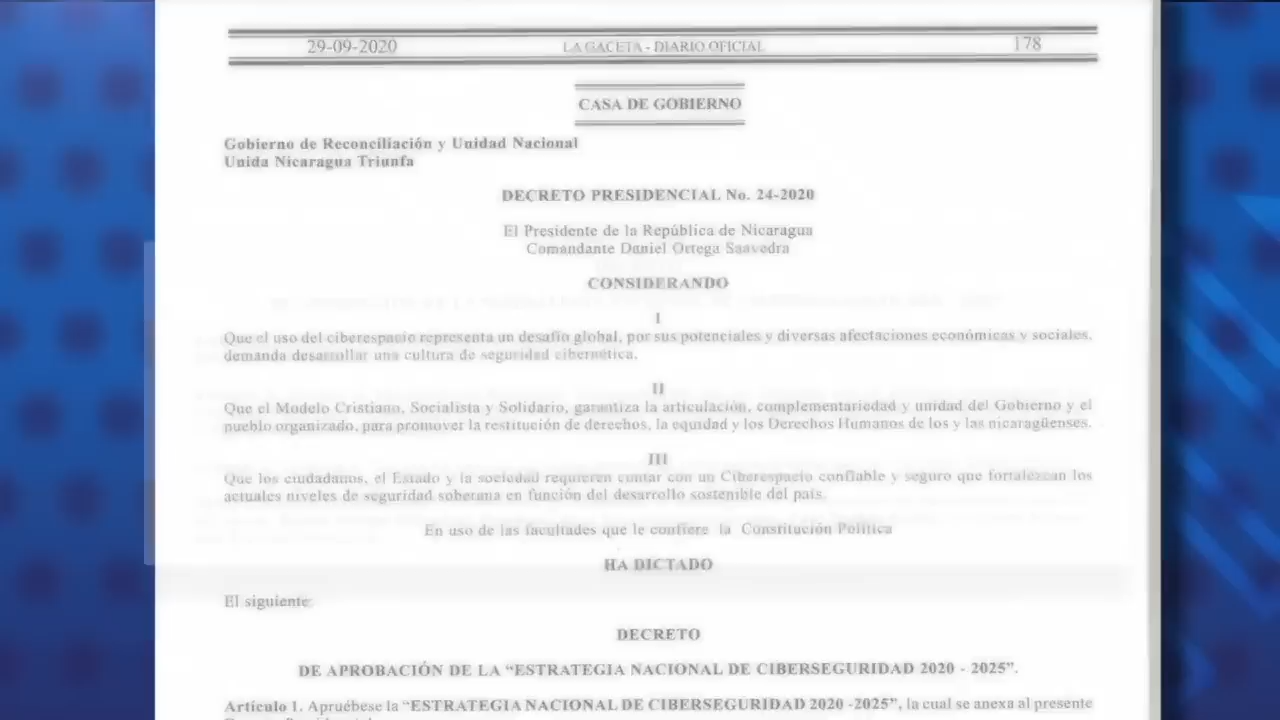 29-09-2020 LA GACETA - DIARIO OFICIAL 178
CASA DE GOBIERNO
Gobierno de Reconciliación y Unidad Nacional
Unida Nicaragua Triunfa
DECRETO PRESIDENCIAL No. 24-2020
El Presidente de la República de Nicaragua
Comandante Daniel Ortega Saavedra
CONSIDERANDO
I
Que el uso del ciberespacio representa un desafío global, por sus potenciales y diversas afectaciones económicas y sociales,
demanda desarrollar una cultura de seguridad cibernética.
II
Que el Modelo Cristiano, Socialista y Solidario, garantiza la articulación, complementariedad y unidad del Gobierno y el
pueblo organizado, para promover la restitución de derechos, la equidad y los Derechos Humanos de los y las nicaragüenses.
III
Que los ciudadanos, el Estado y la sociedad requieren contar con un Ciberespacio confiable y seguro que fortalezcan los
actuales niveles de seguridad soberana en función del desarrollo sostenible del país.
En uso de las facultades que le confiere la Constitución Política
HA DICTADO
El siguiente:
DECRETO
DE APROBACIÓN DE LA “ESTRATEGIA NACIONAL DE CIBERSEGURIDAD 2020 - 2025”.
Artículo 1. Apruébese la “ESTRATEGIA NACIONAL DE CIBERSEGURIDAD 2020 -2025”, la cual se anexa al presente